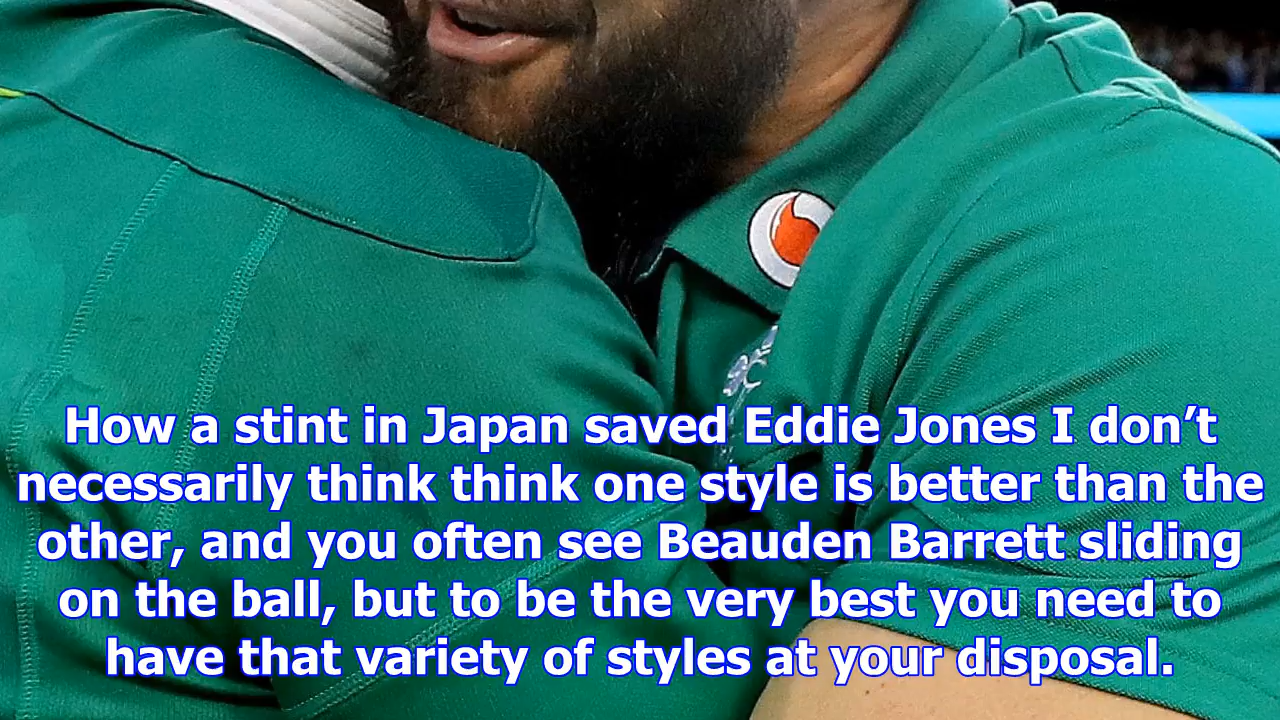 How a stint in Japan saved Eddie Jones I don’t
necessarily think think one style is better than the
other, and you often see Beauden Barrett sliding
on the ball, but to be the very best you need to
have that variety of styles at your disposal.